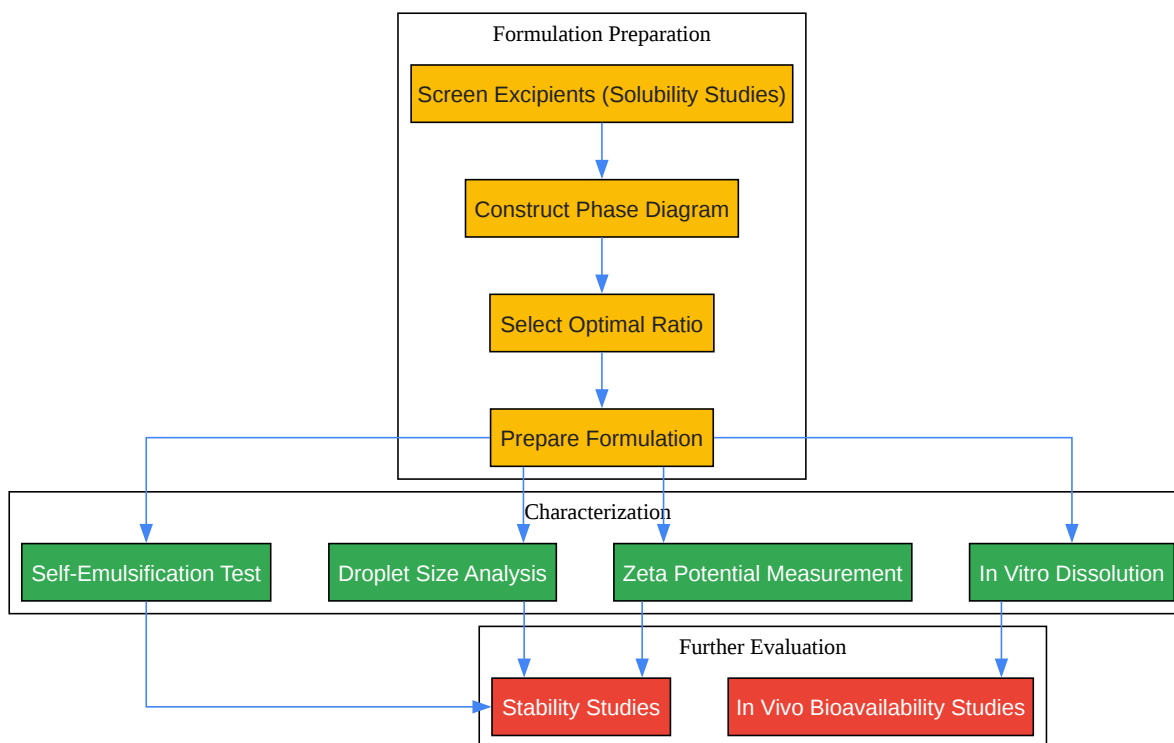 Formulation Preparation
Screen Excipients (Solubility Studies)
Construct Phase Diagram
Select Optimal Ratio
Prepare Formulation
Characterization
Self-Emulsification Test
Droplet Size Analysis
Zeta Potential Measurement
In Vitro Dissolution
Further Evaluation
Stability Studies
In Vivo Bioavailability Studies